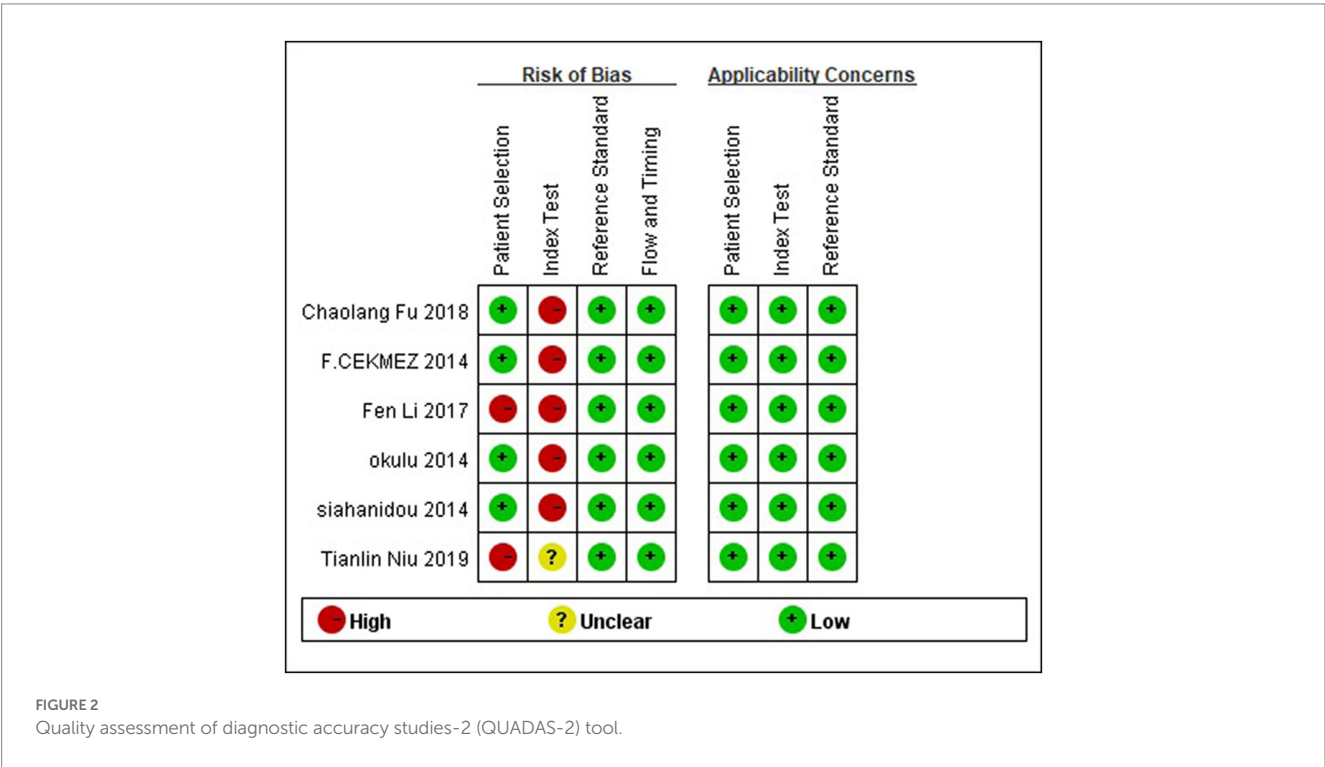 Risk of Bias
Applicability Concerns
Patient Selection
Index Test
Reference Standard
Flow and Timing
Patient Selection
Index Test
Reference Standard
Chaolang Fu 2018 + - + + + + +
F.CEKMEZ 2014 + - + + + + +
Fen Li 2017 - - + + + + +
okulu 2014 + - + + + + +
siahanidou 2014 + - + + + + +
Tianlin Niu 2019 - ? + + + + +
- High ? Unclear + Low
FIGURE 2
Quality assessment of diagnostic accuracy studies-2 (QUADAS-2) tool.